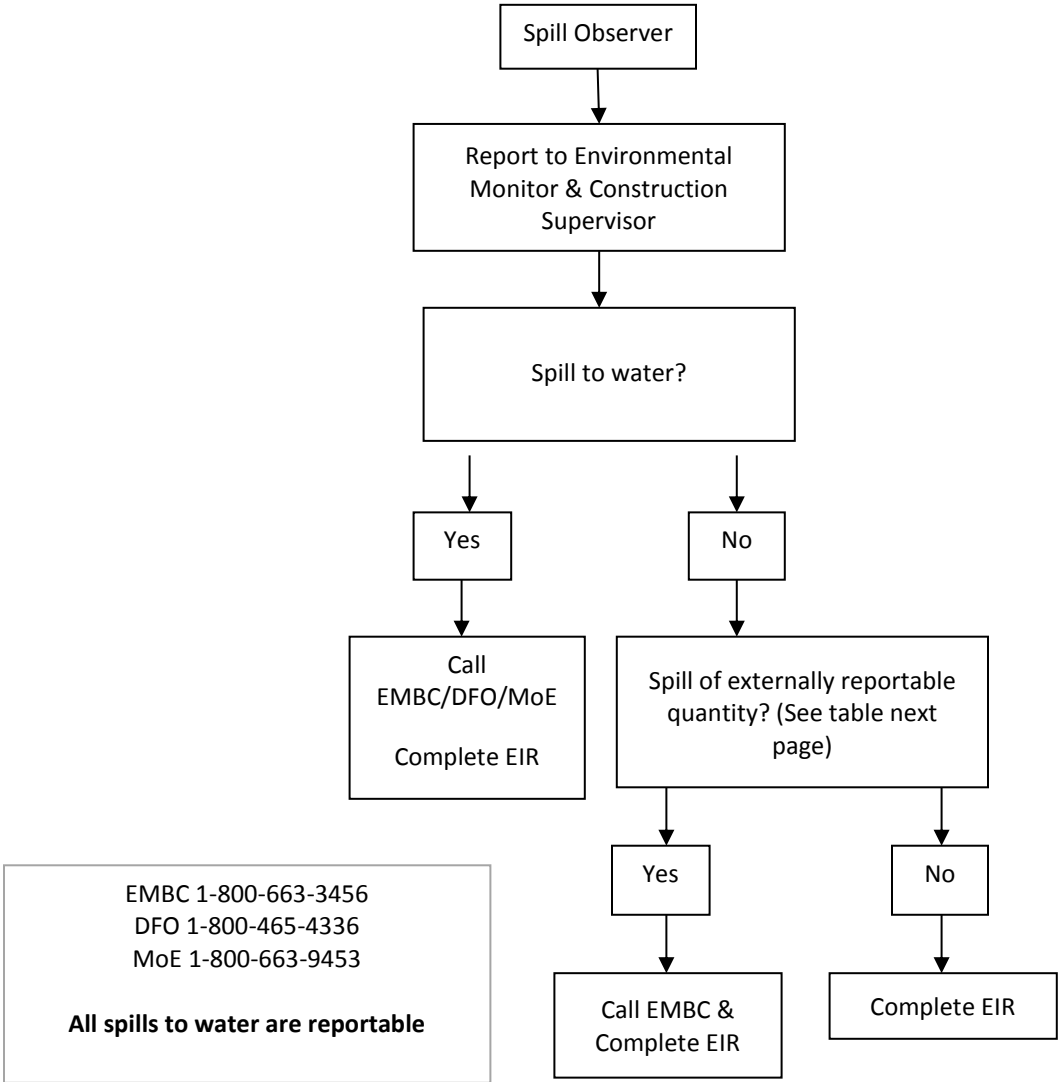 Spill Observer
Report to Environmental
Monitor & Construction
Supervisor
Spill to water?
Yes
No
Call
EMBC/DFO/MoE
Complete EIR
Spill of externally reportable
quantity? (See table next
page)
Yes
No
Call EMBC &
Complete EIR
Complete EIR
EMBC 1-800-663-3456
DFO 1-800-465-4336
MoE 1-800-663-9453
All spills to water are reportable